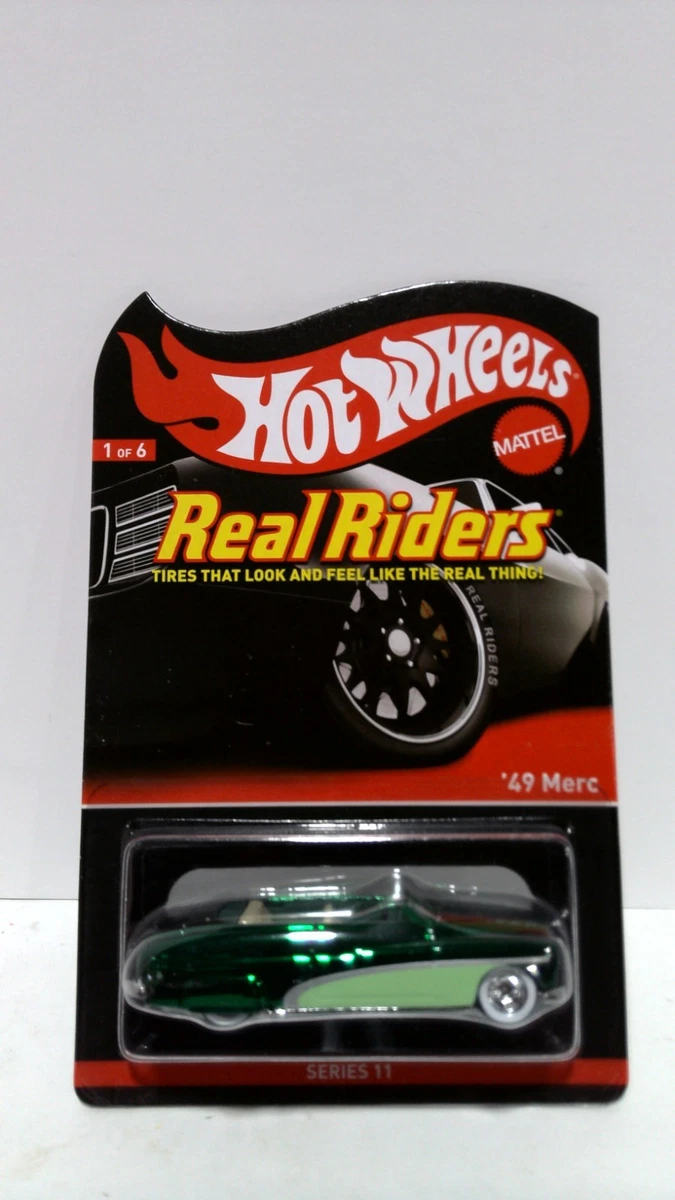 Hot Wheels
MATTEL
1 OF 6
Real Riders
TIRES THAT LOOK AND FEEL LIKE THE REAL THING!
REAL RIDERS
'49 Merc
SERIES 11